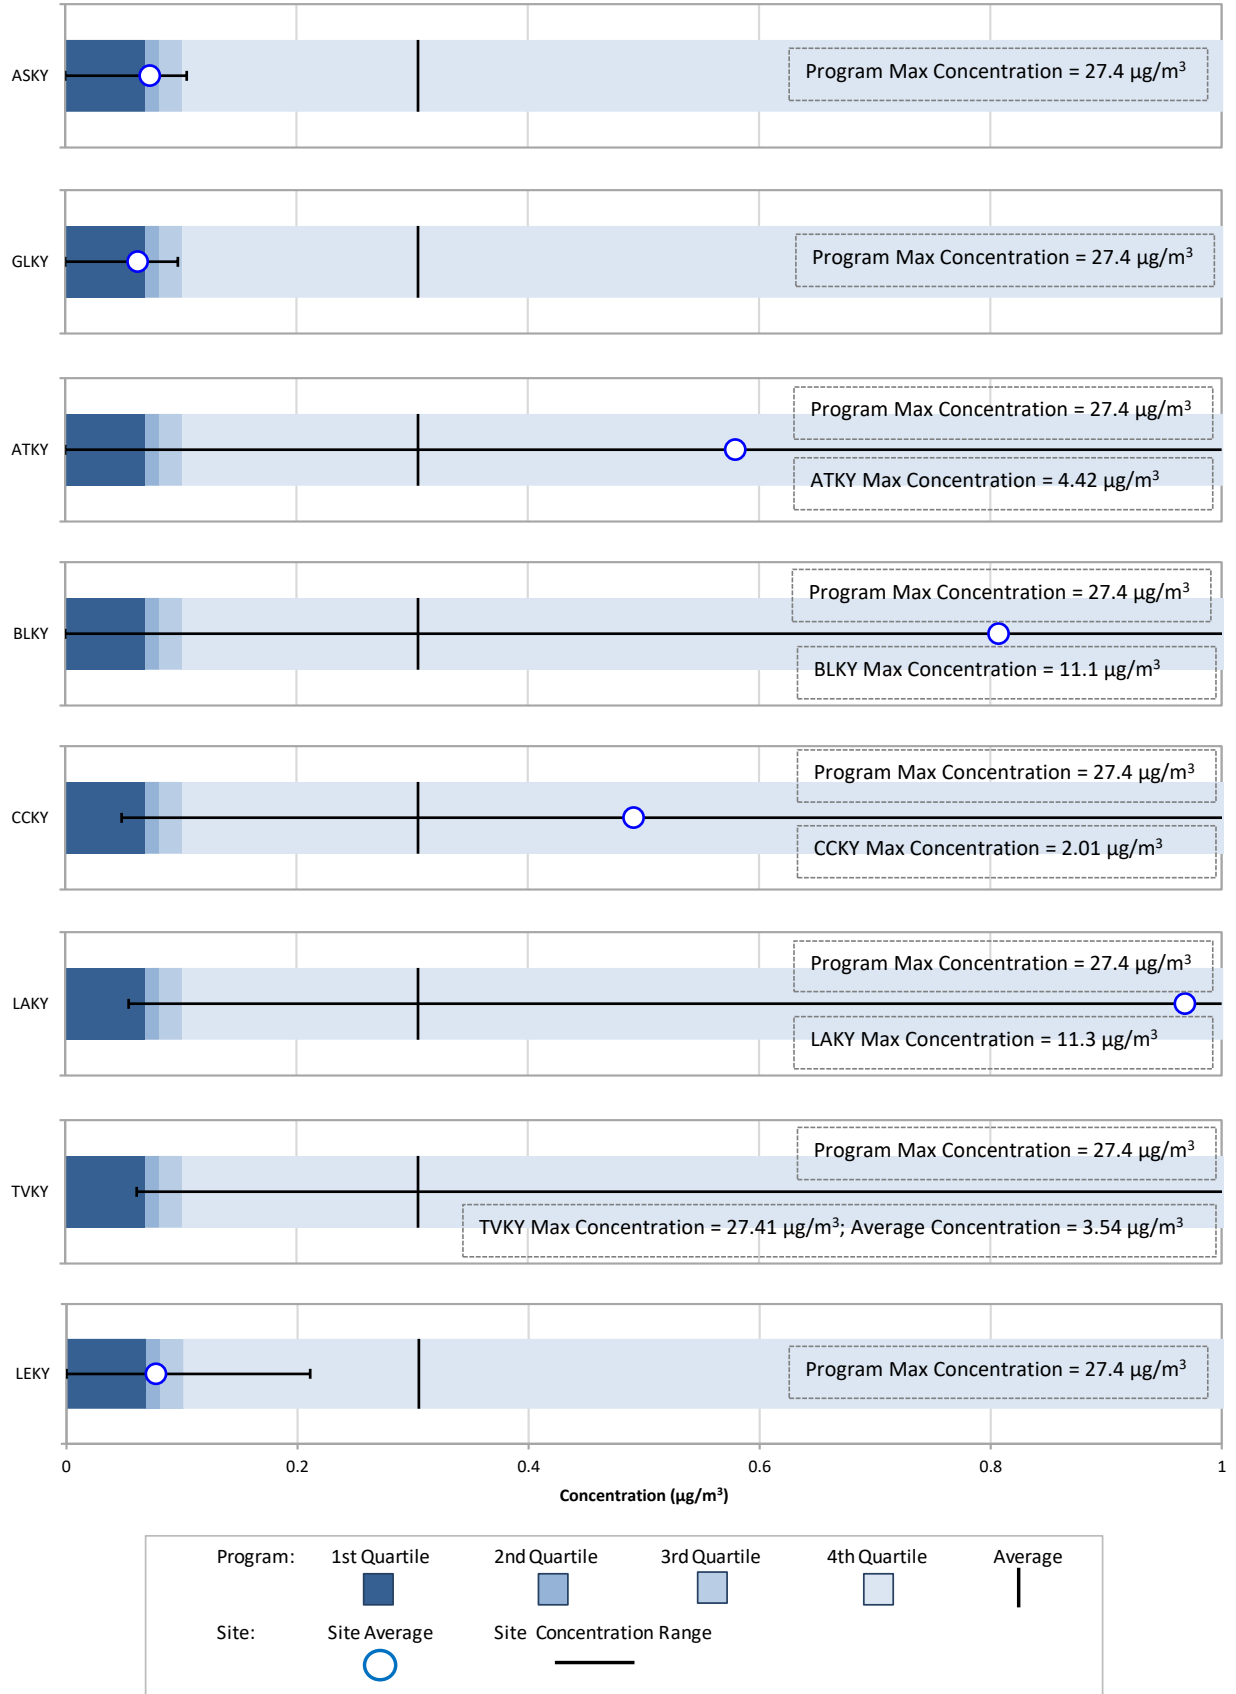 ASKY
Program Max Concentration = 27.4 µg/m³
GLKY
Program Max Concentration = 27.4 µg/m³
Program Max Concentration = 27.4 µg/m³
ATKY
ATKY Max Concentration = 4.42 µg/m³
Program Max Concentration = 27.4 µg/m³
BLKY
BLKY Max Concentration = 11.1 µg/m³
Program Max Concentration = 27.4 µg/m³
CCKY
CCKY Max Concentration = 2.01 µg/m³
Program Max Concentration = 27.4 µg/m³
LAKY
LAKY Max Concentration = 11.3 µg/m³
Program Max Concentration = 27.4 µg/m³
TVKY
TVKY Max Concentration = 27.41 µg/m³; Average Concentration = 3.54 µg/m³
LEKY
Program Max Concentration = 27.4 µg/m³
0 0.2 0.4 0.6 0.8 1
Concentration (µg/m³)
Program: 1st Quartile 2nd Quartile 3rd Quartile 4th Quartile Average
Site: Site Average Site Concentration Range